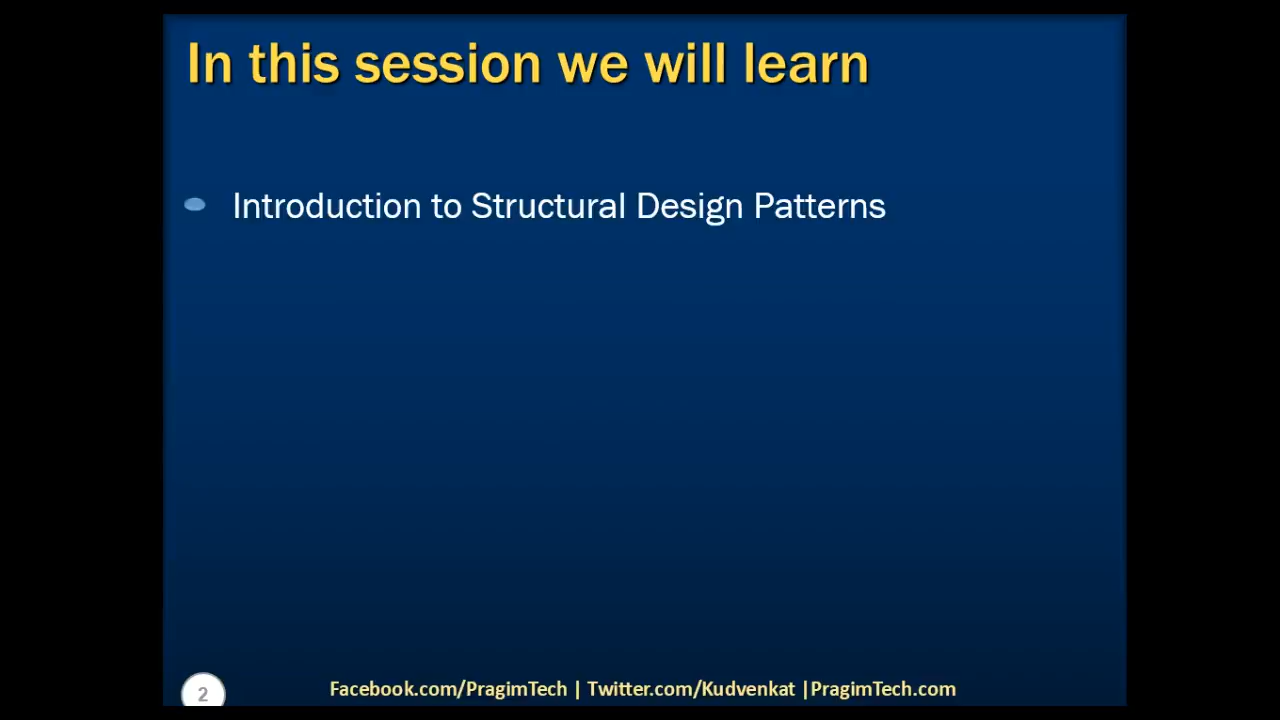 In this session we will learn
Introduction to Structural Design Patterns
2
Facebook.com/PragimTech | Twitter.com/Kudvenkat |PragimTech.com